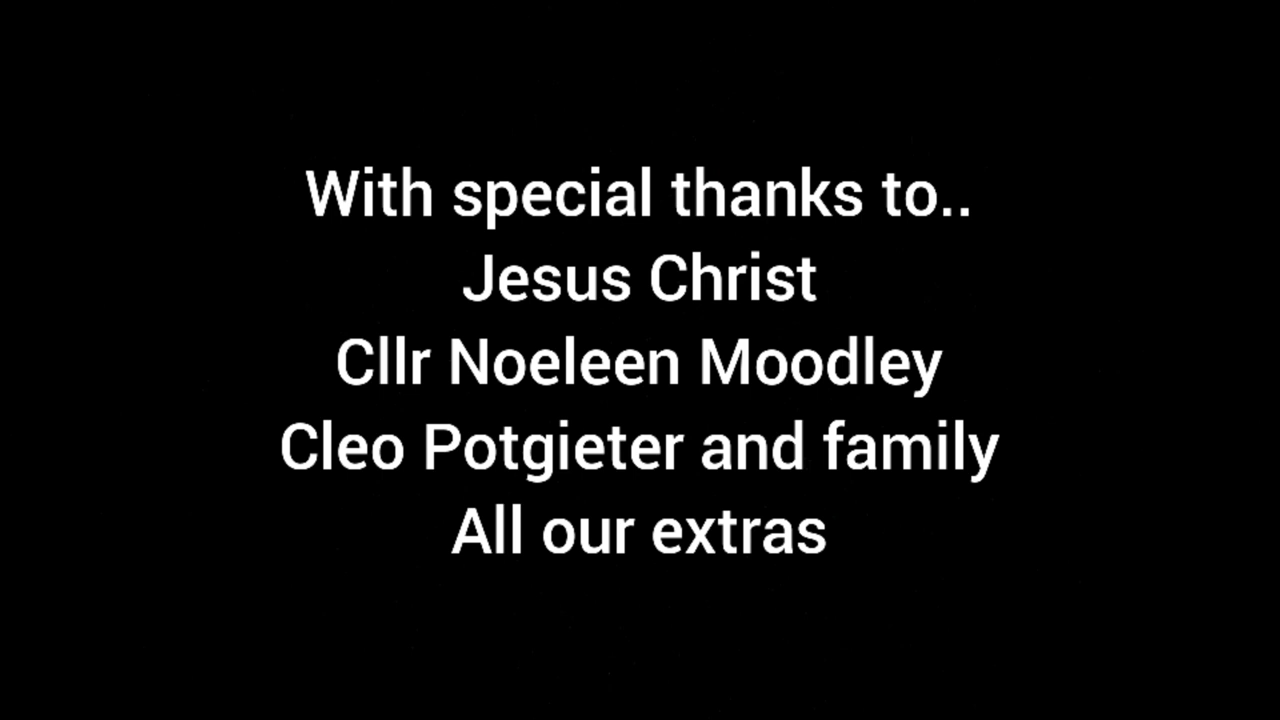 With special thanks to..
Jesus Christ
Cllr Noeleen Moodley
Cleo Potgieter and family
All our extras